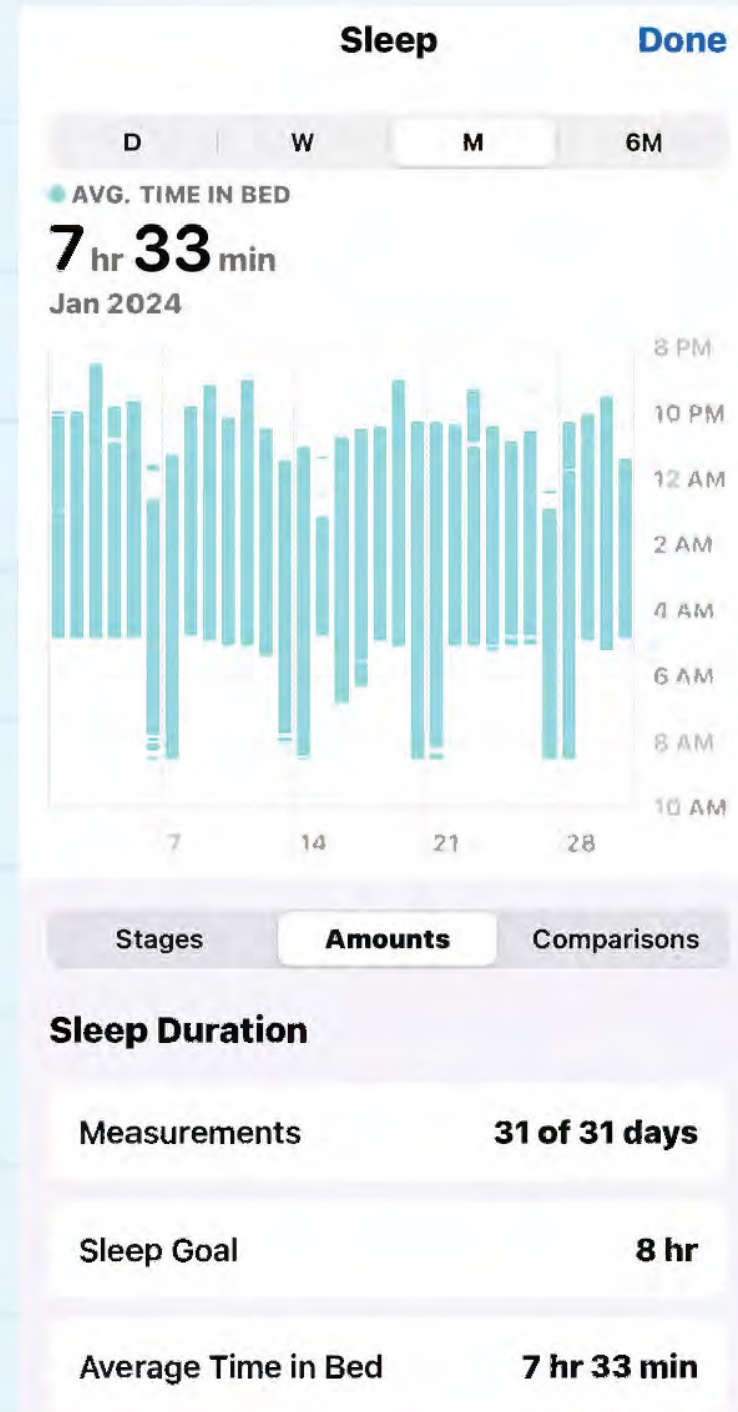 Sleep Done
D W M 6M
AVG. TIME IN BED
7 hr 33 min
Jan 2024
8 PM
10 PM
12 AM
2 AM
4 AM
6 AM
8 AM
10 AM
7 14 21 28
Stages Amounts Comparisons
Sleep Duration
Measurements 31 of 31 days
Sleep Goal 8 hr
Average Time in Bed 7 hr 33 min